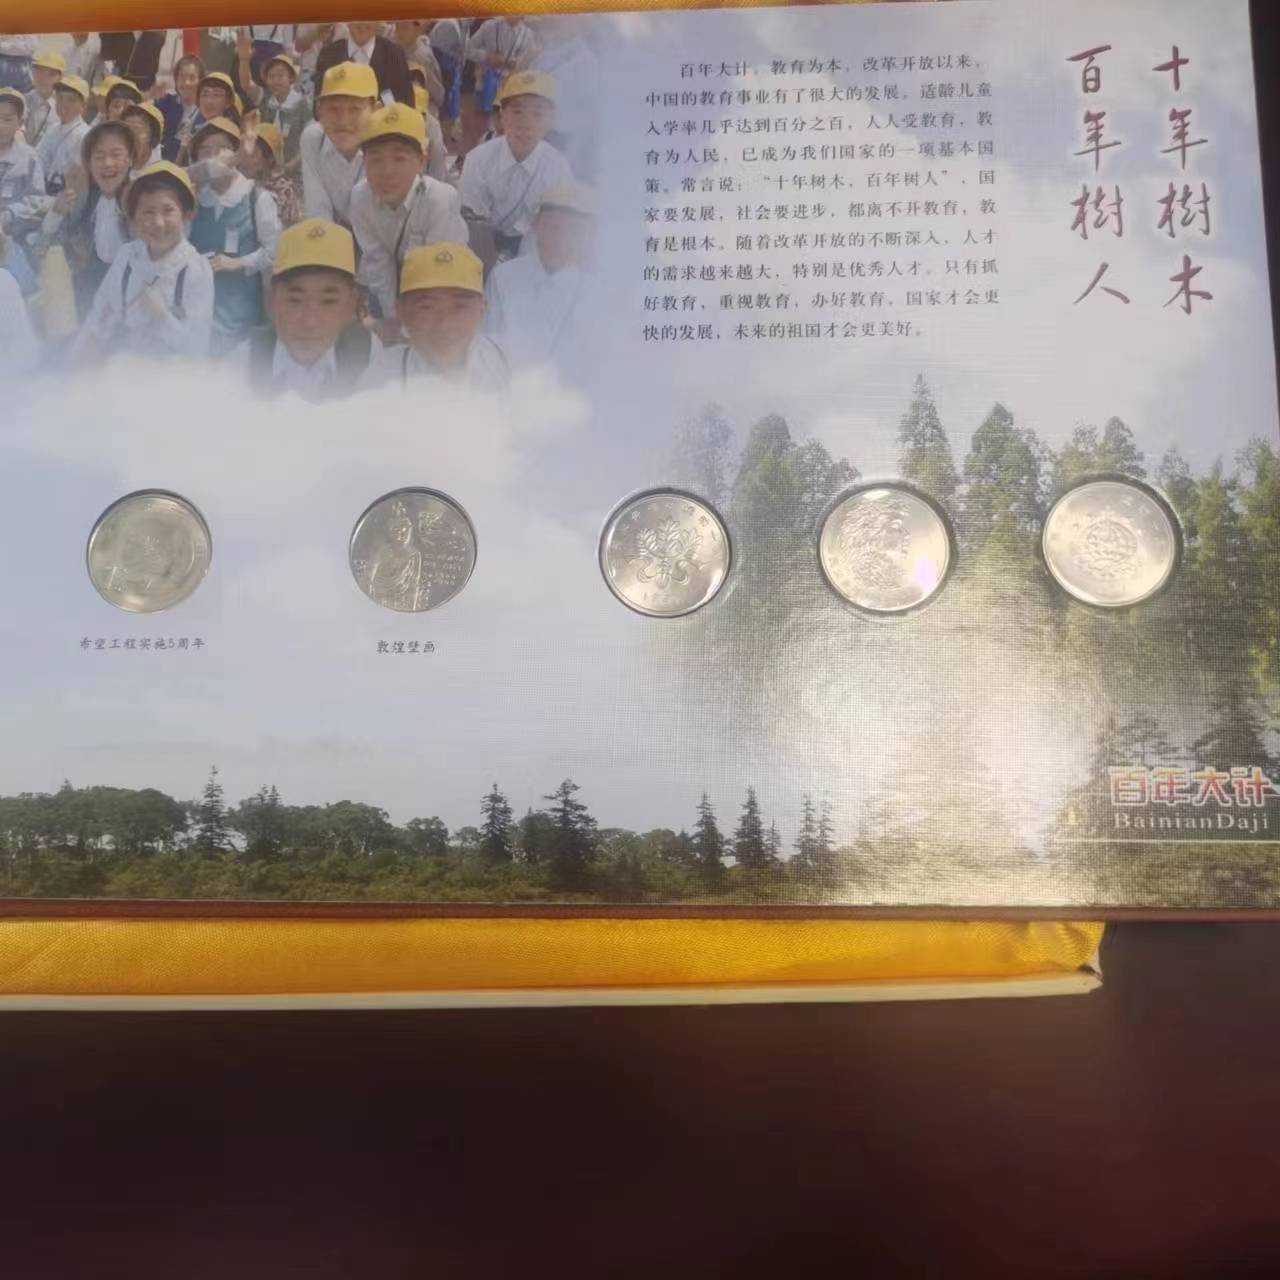 十年樹木
百年樹人
百年大计，教育为本，改革开放以来，
中国的教育事业有了很大的发展，适龄儿童
入学率几乎达到百分之百，人人受教育，教
育为人民，已成为我们国家的一项基本国
策。常言说：“十年树木，百年树人”，国
家要发展，社会要进步，都离不开教育，教
育是根本。随着改革开放的不断深入，人才
的需求越来越大，特别是优秀人才。只有抓
好教育，重视教育，办好教育，国家才会更
快的发展，未来的祖国才会更美好。
希望工程实施5周年
敦煌壁画
百年大计
BainianDaji